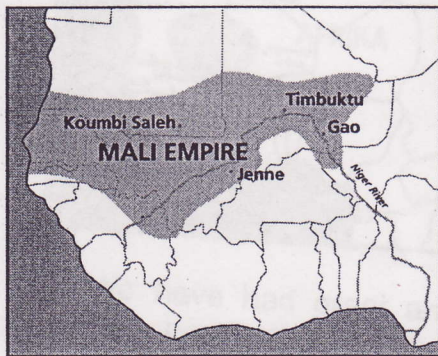 Timbuktu
Koumbi Saleh
Gao
MALI EMPIRE
Jenne
Niger River